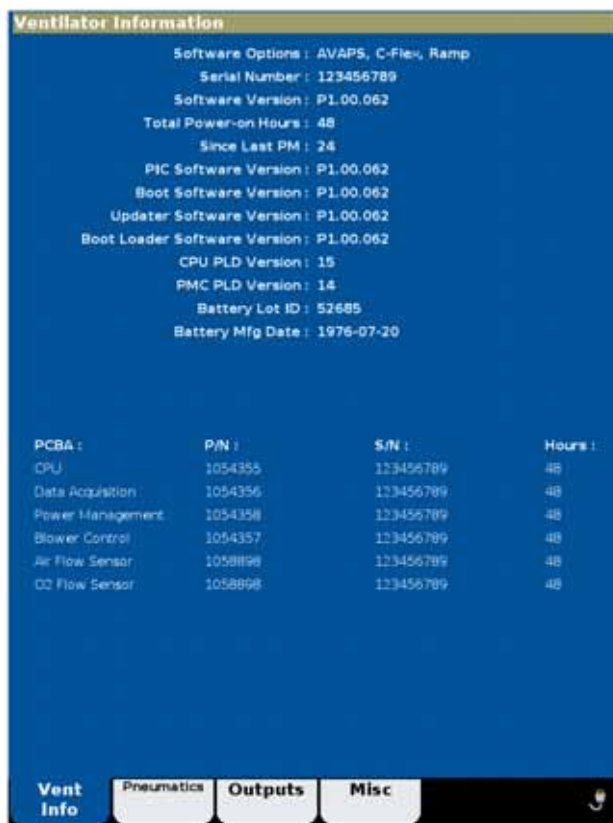 Ventilator Information
Software Options : AVAPS, C-Flex, Ramp
Serial Number : 123456789
Software Version : P1.00.062
Total Power-on Hours : 48
Since Last PM : 24
PIC Software Version : P1.00.062
Boot Software Version : P1.00.062
Updater Software Version : P1.00.062
Boot Loader Software Version : P1.00.062
CPU PLD Version : 15
PMC PLD Version : 14
Battery Lot ID : 52685
Battery Mfg Date : 1976-07-20
PCBA : P/N : S/N : Hours :
CPU 1054355 123456789 48
Data Acquisition 1054356 123456789 48
Power Management 1054358 123456789 48
Blower Control 1054357 123456789 48
Air Flow Sensor 1058898 123456789 48
O2 Flow Sensor 1058898 123456789 48
Vent Info Pneumatics Outputs Misc